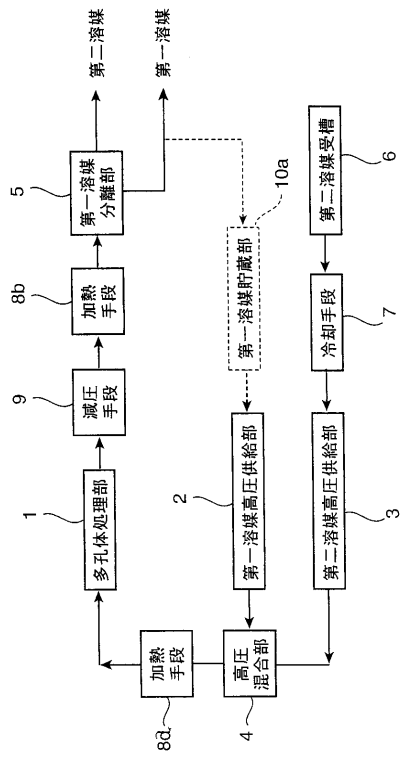 第二溶媒
第一溶媒
5
第一溶媒
分離部
8b
加熱
手段
9
減圧
手段
1
多孔体処理部
10a
第一溶媒貯蔵部
6
第二溶媒受槽
7
冷却手段
2
第一溶媒高圧供給部
3
第二溶媒高圧供給部
8d
加熱
手段
4
高圧
混合部